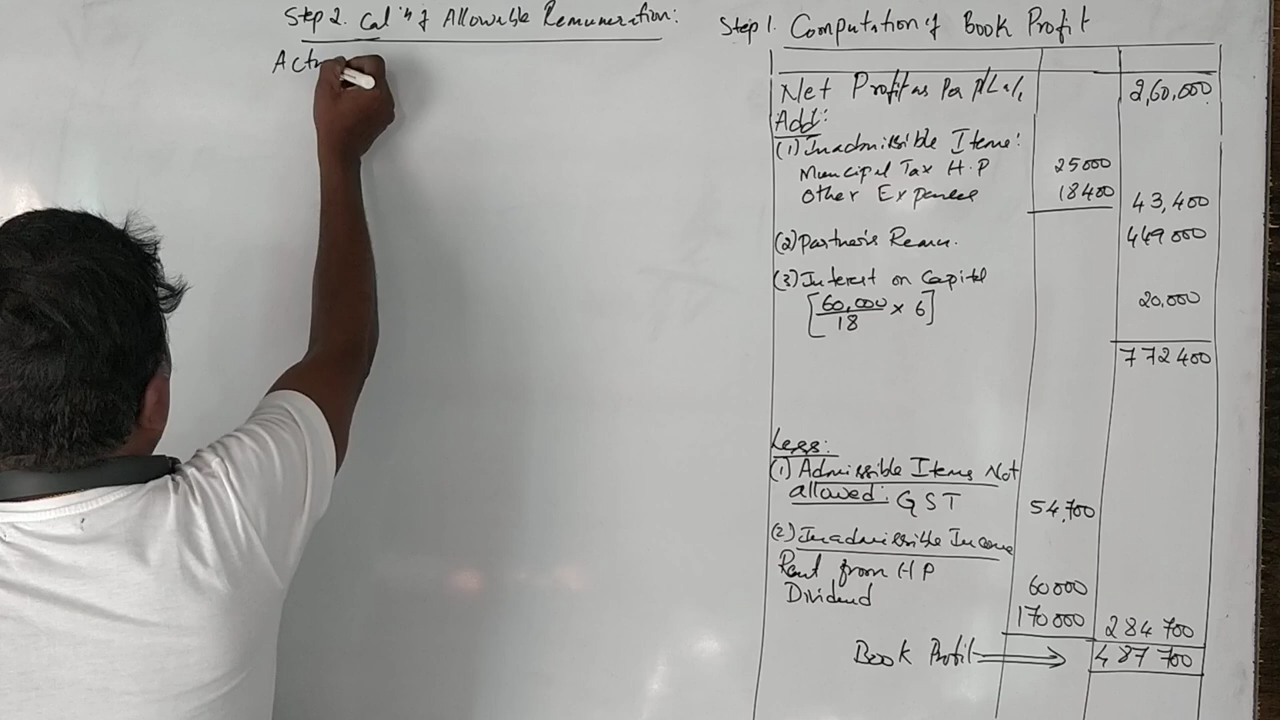 Step 2. Cal'n of Allowable Remuneration:
Act
Step 1. Computation of Book Profit
Net Profit as Per P/L a/c 2,60,000
Add:
(1) Inadmissible Items:
Municipal Tax H.P 25000
Other Expenses 18400 43,400
(2) Partner's Remu. 449000
(3) Interest on Capital
[60,000/18 × 6] 20,000
772400
Less:
(1) Admissible Items Not
allowed: GST 54,700
(2) Inadmissible Income
Rent from HP 60000
Dividend 170000 284700
Book Profit ⟹ 487700